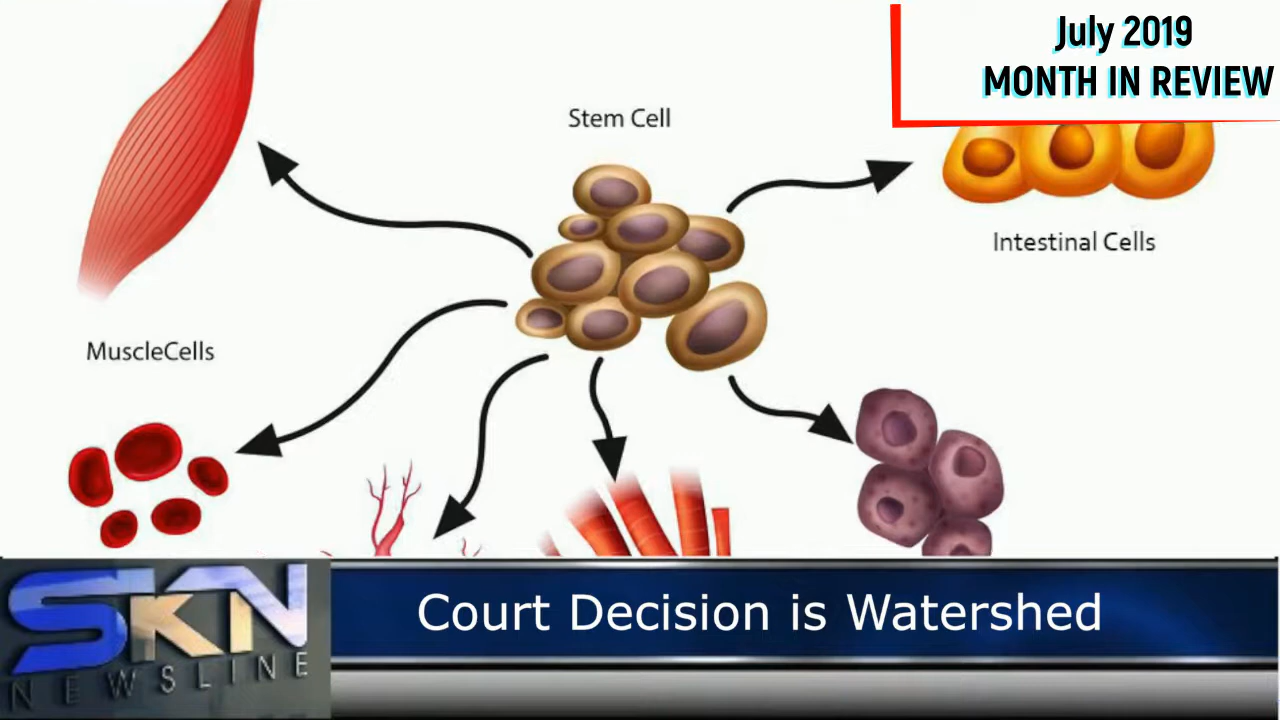 July 2019
MONTH IN REVIEW
Stem Cell
Intestinal Cells
MuscleCells
SKN
NEWSLINE
Court Decision is Watershed